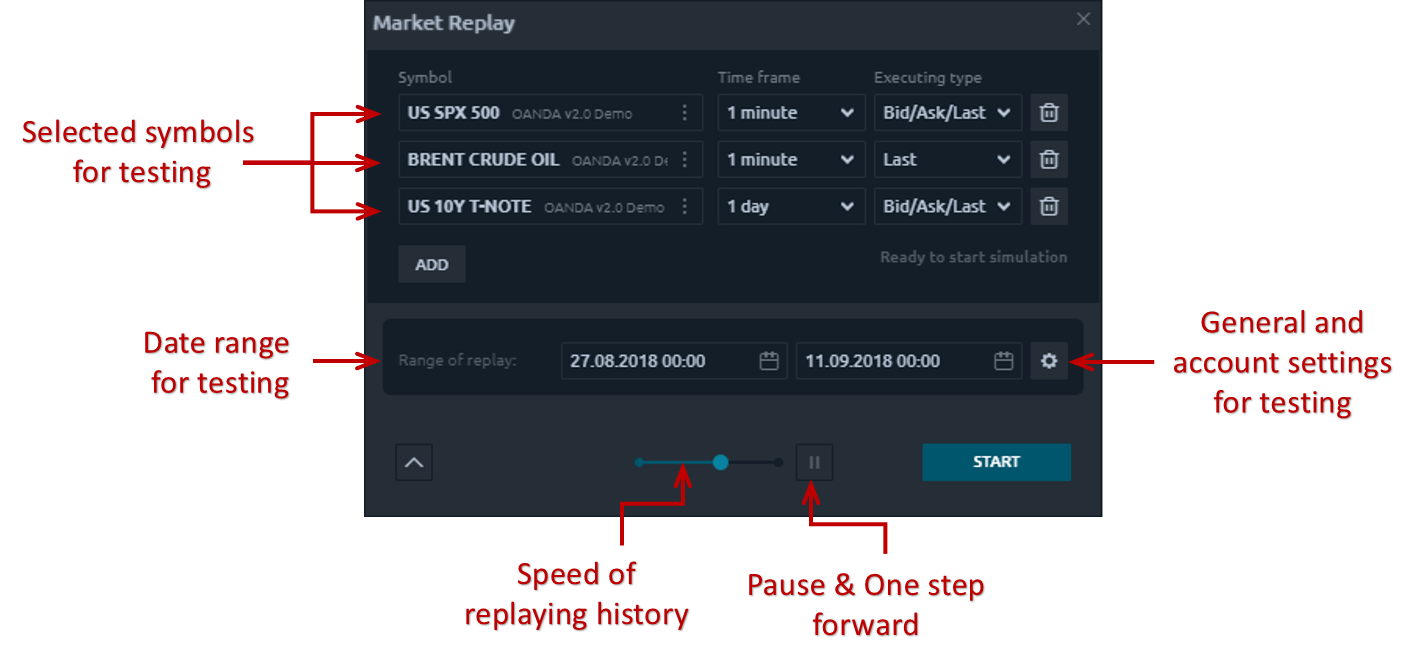 Market Replay
Symbol Time frame Executing type
US SPX 500 OANDA v2.0 Demo 1 minute Bid/Ask/Last
BRENT CRUDE OIL OANDA v2.0 De 1 minute Last
US 10Y T-NOTE OANDA v2.0 Demo 1 day Bid/Ask/Last
ADD
Ready to start simulation
Selected symbols
for testing
Range of replay: 27.08.2018 00:00 11.09.2018 00:00
Date range
for testing
General and
account settings
for testing
START
Speed of
replaying history
Pause & One step
forward